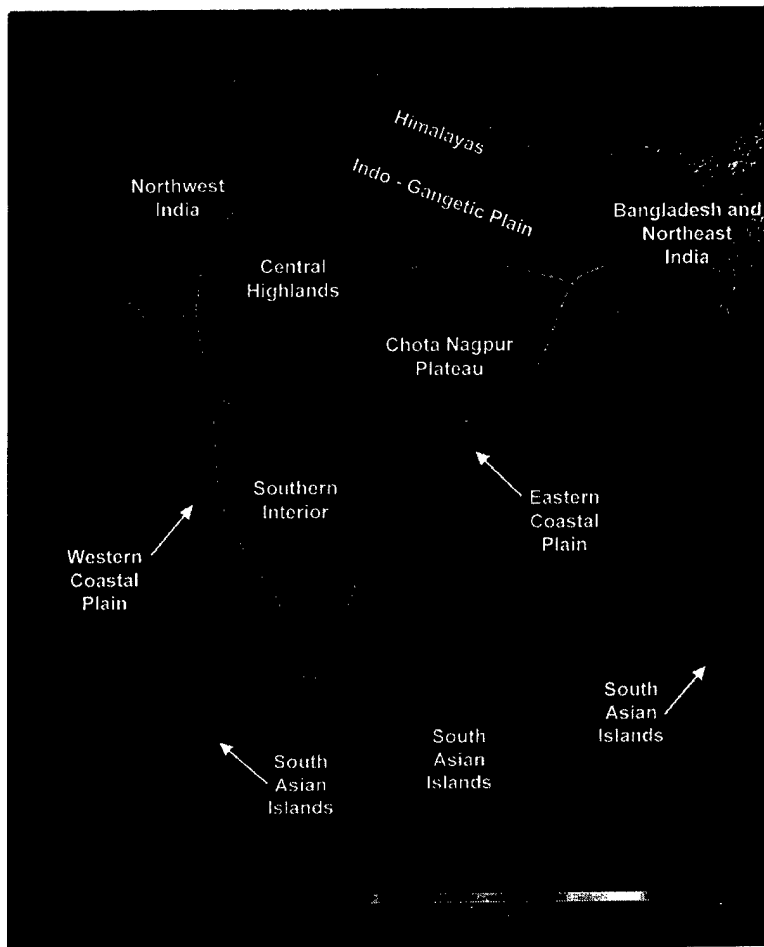 Himalayas
Indo - Gangetic Plain
Northwest
India
Bangladesh and
Northeast
India
Central
Highlands
Chota Nagpur
Plateau
Southern
Interior
Eastern
Coastal
Plain
Western
Coastal
Plain
South
Asian
Islands
South
Asian
Islands
South
Asian
Islands